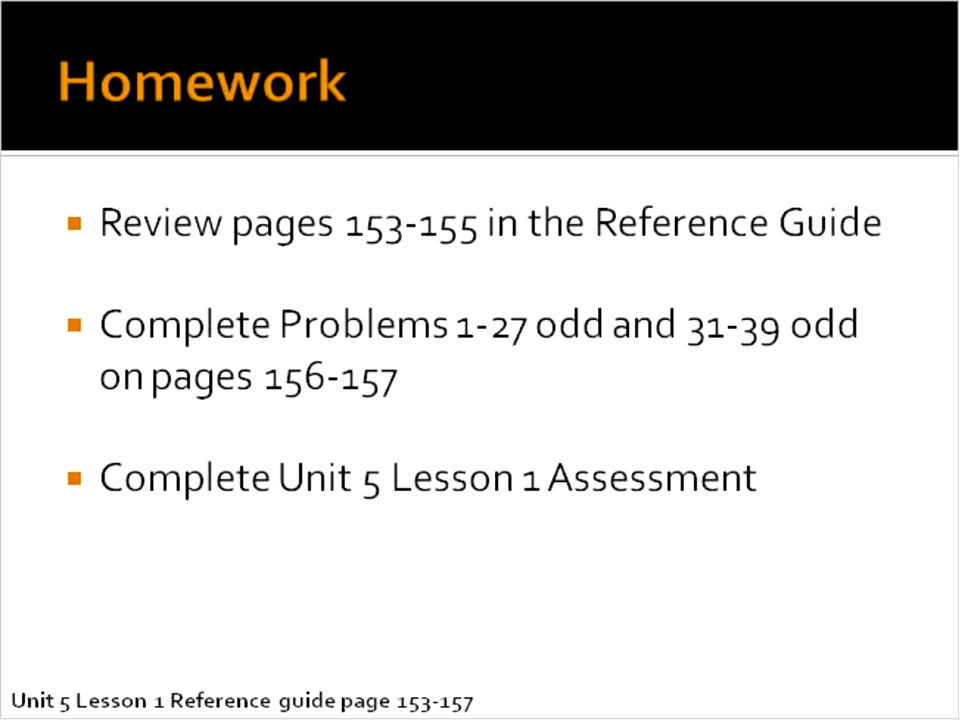 Homework
Review pages 153-155 in the Reference Guide
Complete Problems 1-27 odd and 31-39 odd
on pages 156-157
Complete Unit 5 Lesson 1 Assessment
Unit 5 Lesson 1 Reference guide page 153-157